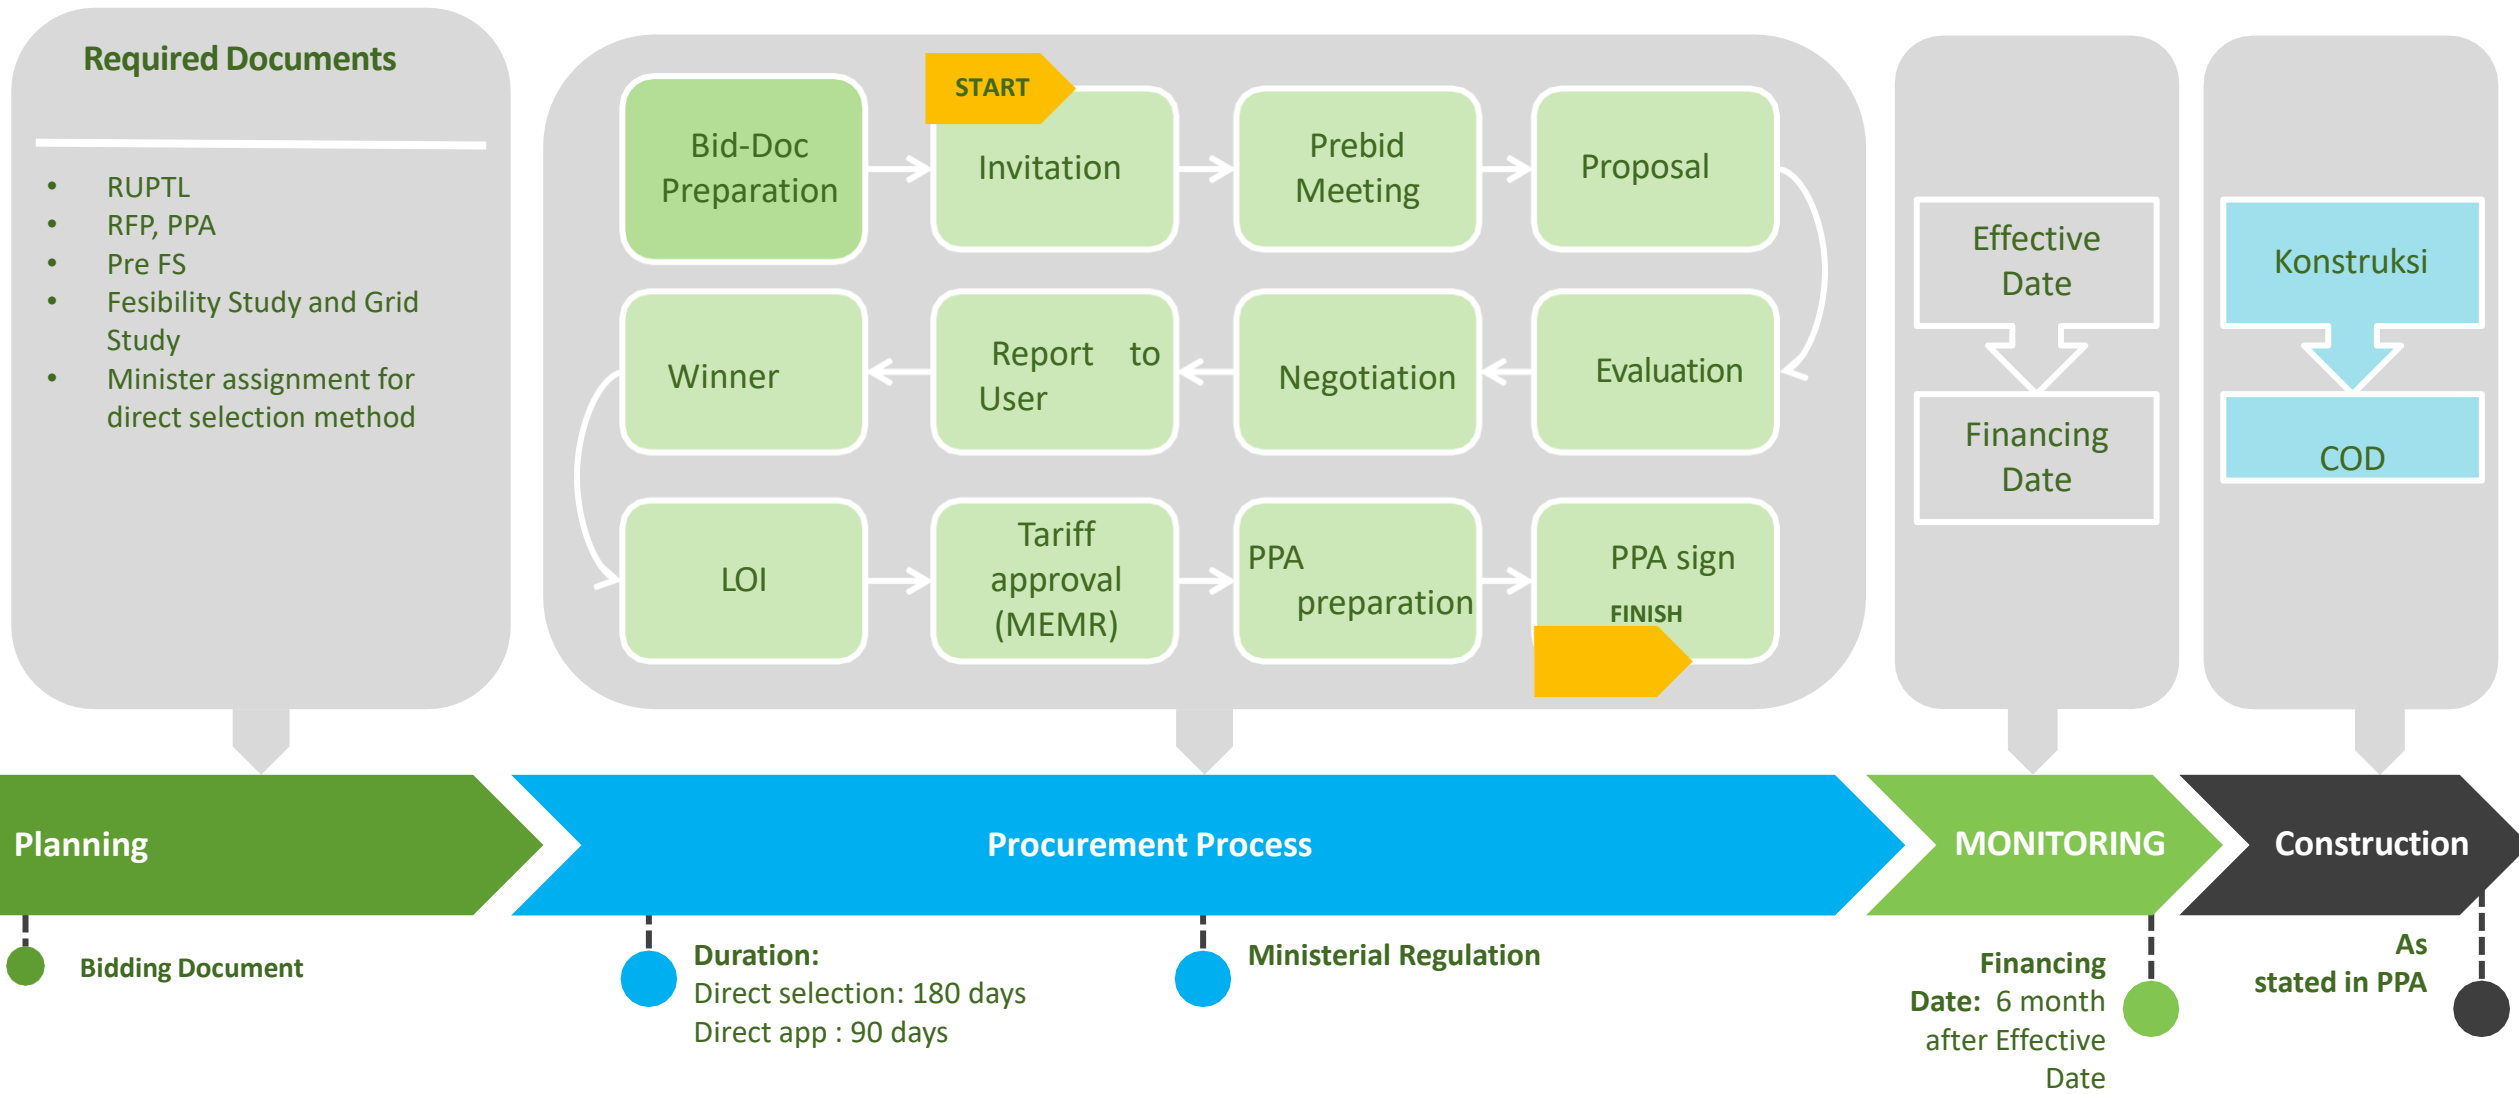 Required Documents
• RUPTL
• RFP, PPA
• Pre FS
• Fesibility Study and Grid
Study
• Minister assignment for
direct selection method
START
Bid-Doc
Preparation
Invitation
Prebid
Meeting
Proposal
Winner
Report to
User
Negotiation
Evaluation
LOI
Tariff
approval
(MEMR)
PPA
preparation
PPA sign
FINISH
Effective
Date
Financing
Date
Konstruksi
COD
Planning
Procurement Process
MONITORING
Construction
Bidding Document
Duration:
Direct selection: 180 days
Direct app : 90 days
Ministerial Regulation
Financing
Date: 6 month
after Effective
Date
As
stated in PPA